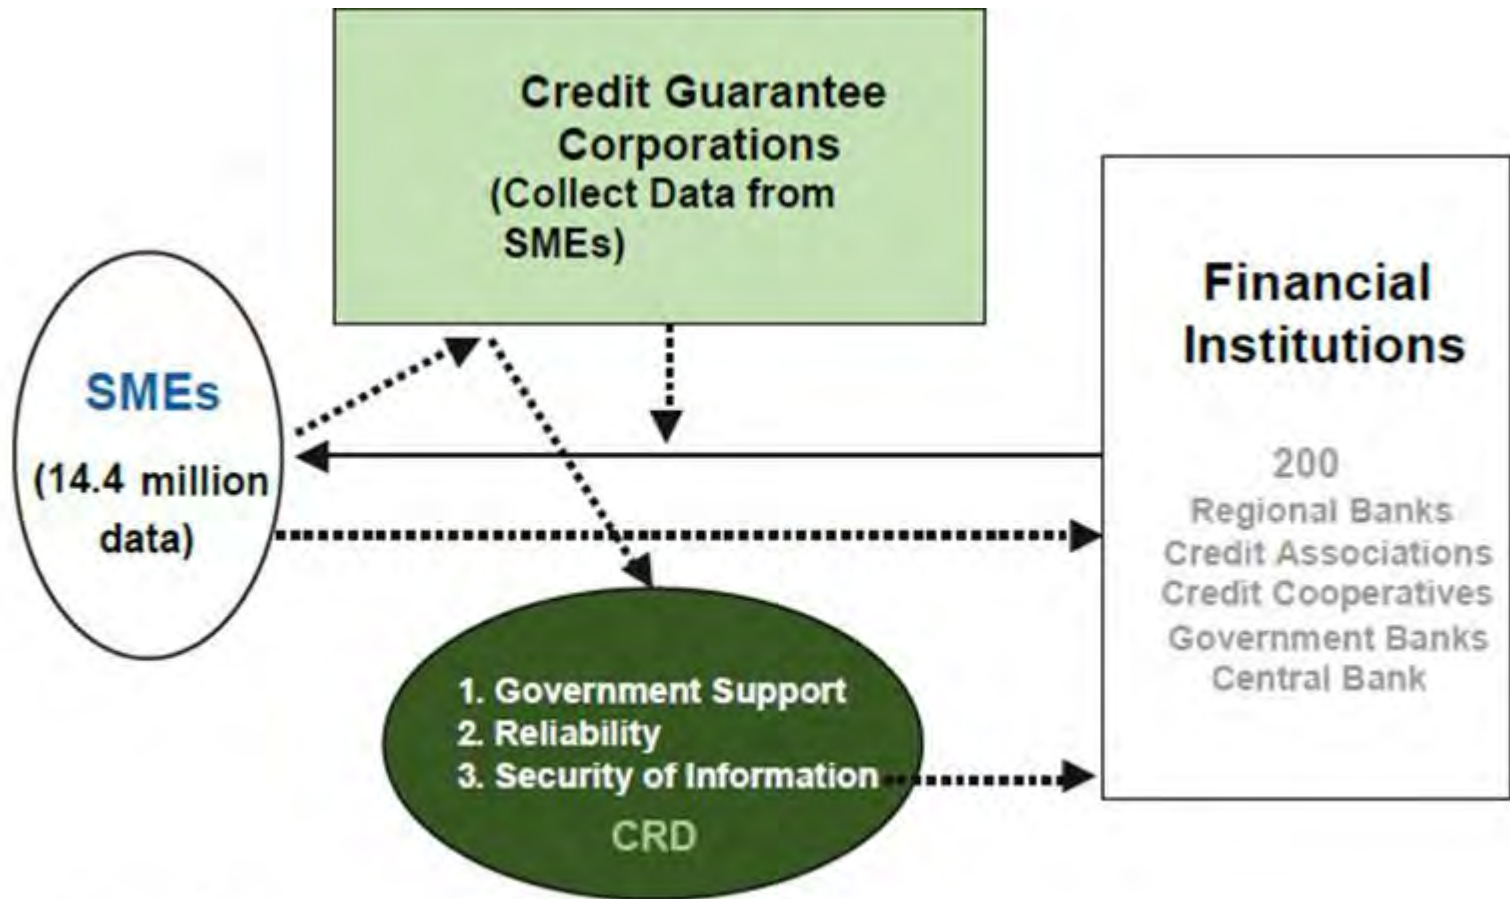 Credit Guarantee
Corporations
(Collect Data from
SMEs)
SMEs
(14.4 million
data)
Financial
Institutions
200
Regional Banks
Credit Associations
Credit Cooperatives
Government Banks
Central Bank
1. Government Support
2. Reliability
3. Security of Information
CRD